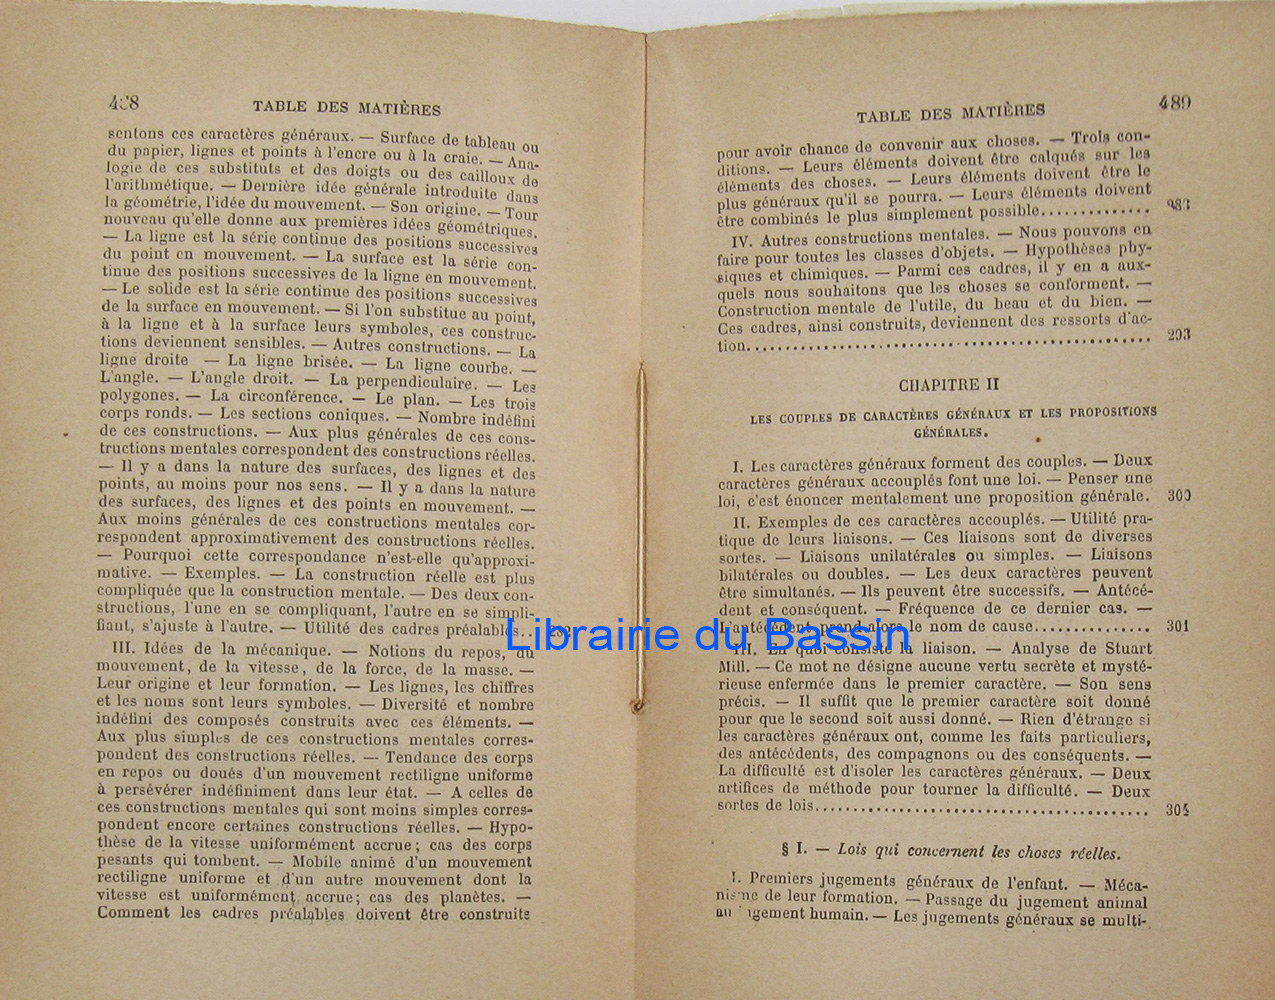 488
TABLE DES MATIÈRES
sentons ces caractères généraux. — Surface de tableau ou
du papier, lignes et points à l'encre ou à la craie. — Ana-
logie de ces substituts et des doigts ou des cailloux de
l'arithmétique. — Dernière idée générale introduite dans
la géométrie, l'idée du mouvement. — Son origine. — Tour
nouveau qu'elle donne aux premières idées géométriques.
— La ligne est la série continue des positions successives
du point en mouvement. — La surface est la série con-
tinue des positions successives de la ligne en mouvement.
— Le solide est la série continue des positions successives
de la surface en mouvement. — Si l'on substitue au point,
à la ligne et à la surface leurs symboles, ces construc-
tions deviennent sensibles. — Autres constructions. — La
ligne droite — La ligne brisée. — La ligne courbe. —
L'angle. — L'angle droit. — La perpendiculaire. — Les
polygones. — La circonférence. — Le plan. — Les trois
corps ronds. — Les sections coniques. — Nombre indéfini
de ces constructions. — Aux plus générales de ces cons-
tructions mentales correspondent des constructions réelles.
— Il y a dans la nature des surfaces, des lignes et des
points, au moins pour nos sens. — Il y a dans la nature
des surfaces, des lignes et des points en mouvement. —
Aux moins générales de ces constructions mentales cor-
respondent approximativement des constructions réelles.
— Pourquoi cette correspondance n'est-elle qu'approxi-
mative. — Exemples. — La construction réelle est plus
compliquée que la construction mentale. — Des deux con-
structions, l'une en se compliquant, l'autre en se simpli-
fiant, s'ajuste à l'autre. — Utilité des cadres préalables..
III. Idées de la mécanique. — Notions du repos, du
mouvement, de la vitesse, de la force, de la masse. —
Leur origine et leur formation. — Les lignes, les chiffres
et les noms sont leurs symboles. — Diversité et nombre
indéfini des composés construits avec ces éléments. —
Aux plus simples de ces constructions mentales corres-
pondent des constructions réelles. — Tendance des corps
en repos ou doués d'un mouvement rectiligne uniforme
à persévérer indéfiniment dans leur état. — A celles de
ces constructions mentales qui sont moins simples corres-
pondent encore certaines constructions réelles. — Hypo-
thèse de la vitesse uniformément accrue; cas des corps
pesants qui tombent. — Mobile animé d'un mouvement
rectiligne uniforme et d'un autre mouvement dont la
vitesse est uniformément accrue; cas des planètes. —
Comment les cadres préalables doivent être construits
TABLE DES MATIÈRES
489
pour avoir chance de convenir aux choses. — Trois con-
ditions. — Leurs éléments doivent être calqués sur les
éléments des choses. — Leurs éléments doivent être le
plus généraux qu'il se pourra. — Leurs éléments doivent
être combinés le plus simplement possible..............
IV. Autres constructions mentales. — Nous pouvons en
faire pour toutes les classes d'objets. — Hypothèses phy-
siques et chimiques. — Parmi ces cadres, il y en a aux-
quels nous souhaitons que les choses se conforment. —
Construction mentale de l'utile, du beau et du bien. —
Ces cadres, ainsi construits, deviennent des ressorts d'ac-
tion.............................................. 293
CHAPITRE II
LES COUPLES DE CARACTÈRES GÉNÉRAUX ET LES PROPOSITIONS
GÉNÉRALES.
I. Les caractères généraux forment des couples. — Deux
caractères généraux accouplés font une loi. — Penser une
loi, c'est énoncer mentalement une proposition générale. 300
II. Exemples de ces caractères accouplés. — Utilité pra-
tique de leurs liaisons. — Ces liaisons sont de diverses
sortes. — Liaisons unilatérales ou simples. — Liaisons
bilatérales ou doubles. — Les deux caractères peuvent
être simultanés. — Ils peuvent être successifs. — Antécé-
dent et conséquent. — Fréquence de ce dernier cas. —
L'antécédent prend alors le nom de cause............... 301
III. En quoi consiste la liaison. — Analyse de Stuart
Mill. — Ce mot ne désigne aucune vertu secrète et mysté-
rieuse enfermée dans le premier caractère. — Son sens
précis. — Il suffit que le premier caractère soit donné
pour que le second soit aussi donné. — Rien d'étrange si
les caractères généraux ont, comme les faits particuliers,
des antécédents, des compagnons ou des conséquents. —
La difficulté est d'isoler les caractères généraux. — Deux
artifices de méthode pour tourner la difficulté. — Deux
sortes de lois..........................................
§ I. — Lois qui concernent les choses réelles.
I. Premiers jugements généraux de l'enfant. — Méca-
nisme de leur formation. — Passage du jugement animal
au jugement humain. — Les jugements généraux se multi-
Librairie du Bassin